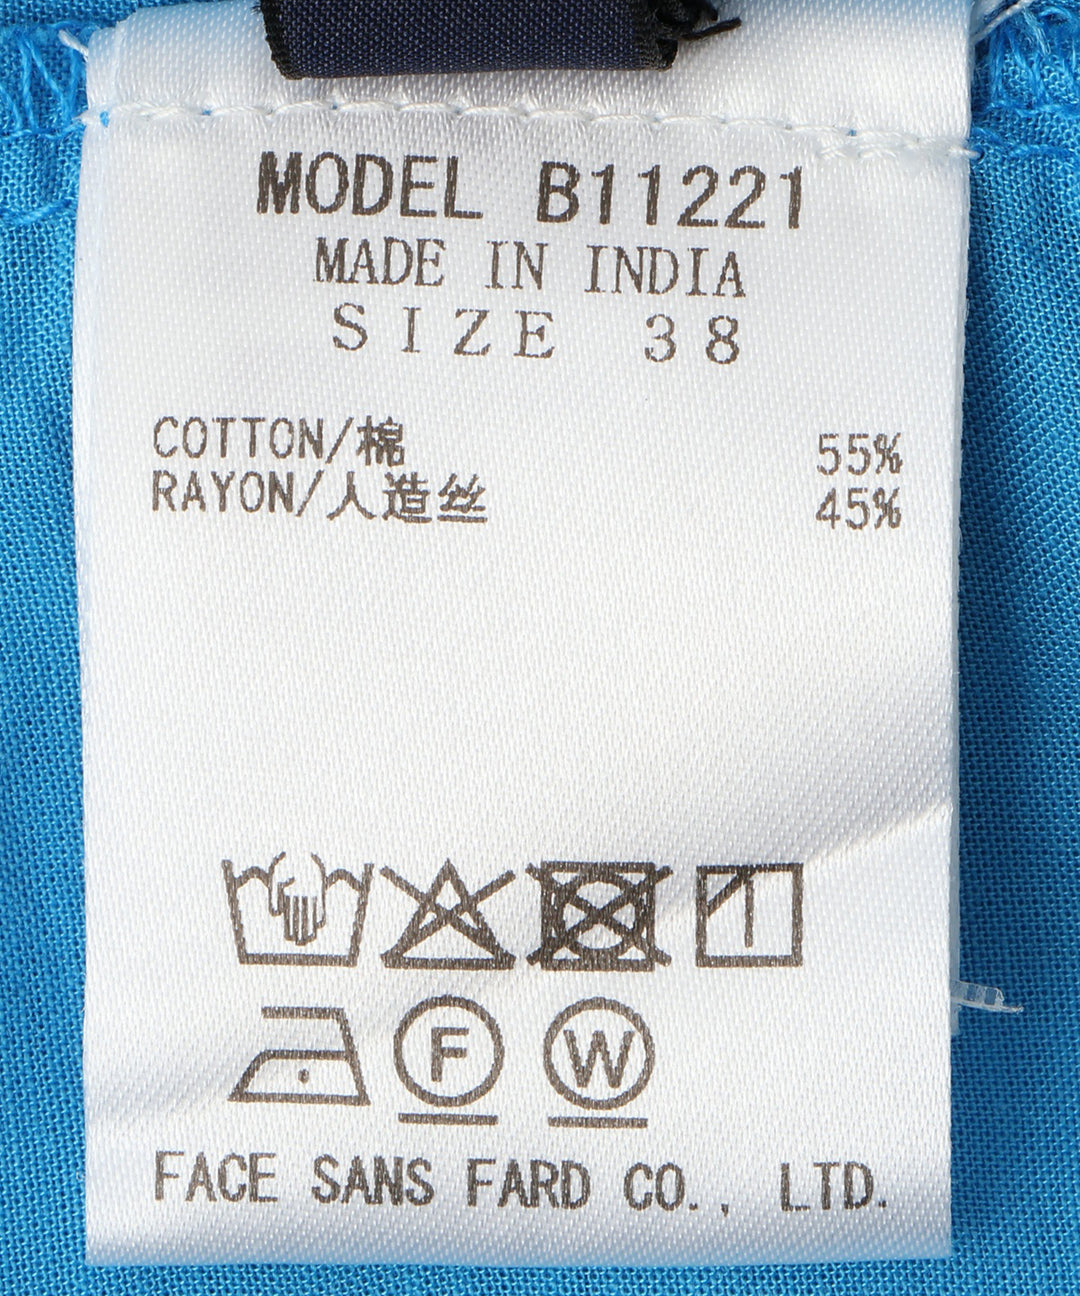 MODEL B11221
MADE IN INDIA
SIZE 38
COTTON/棉 55%
RAYON/人造丝 45%
F W
FACE SANS FARD CO., LTD.